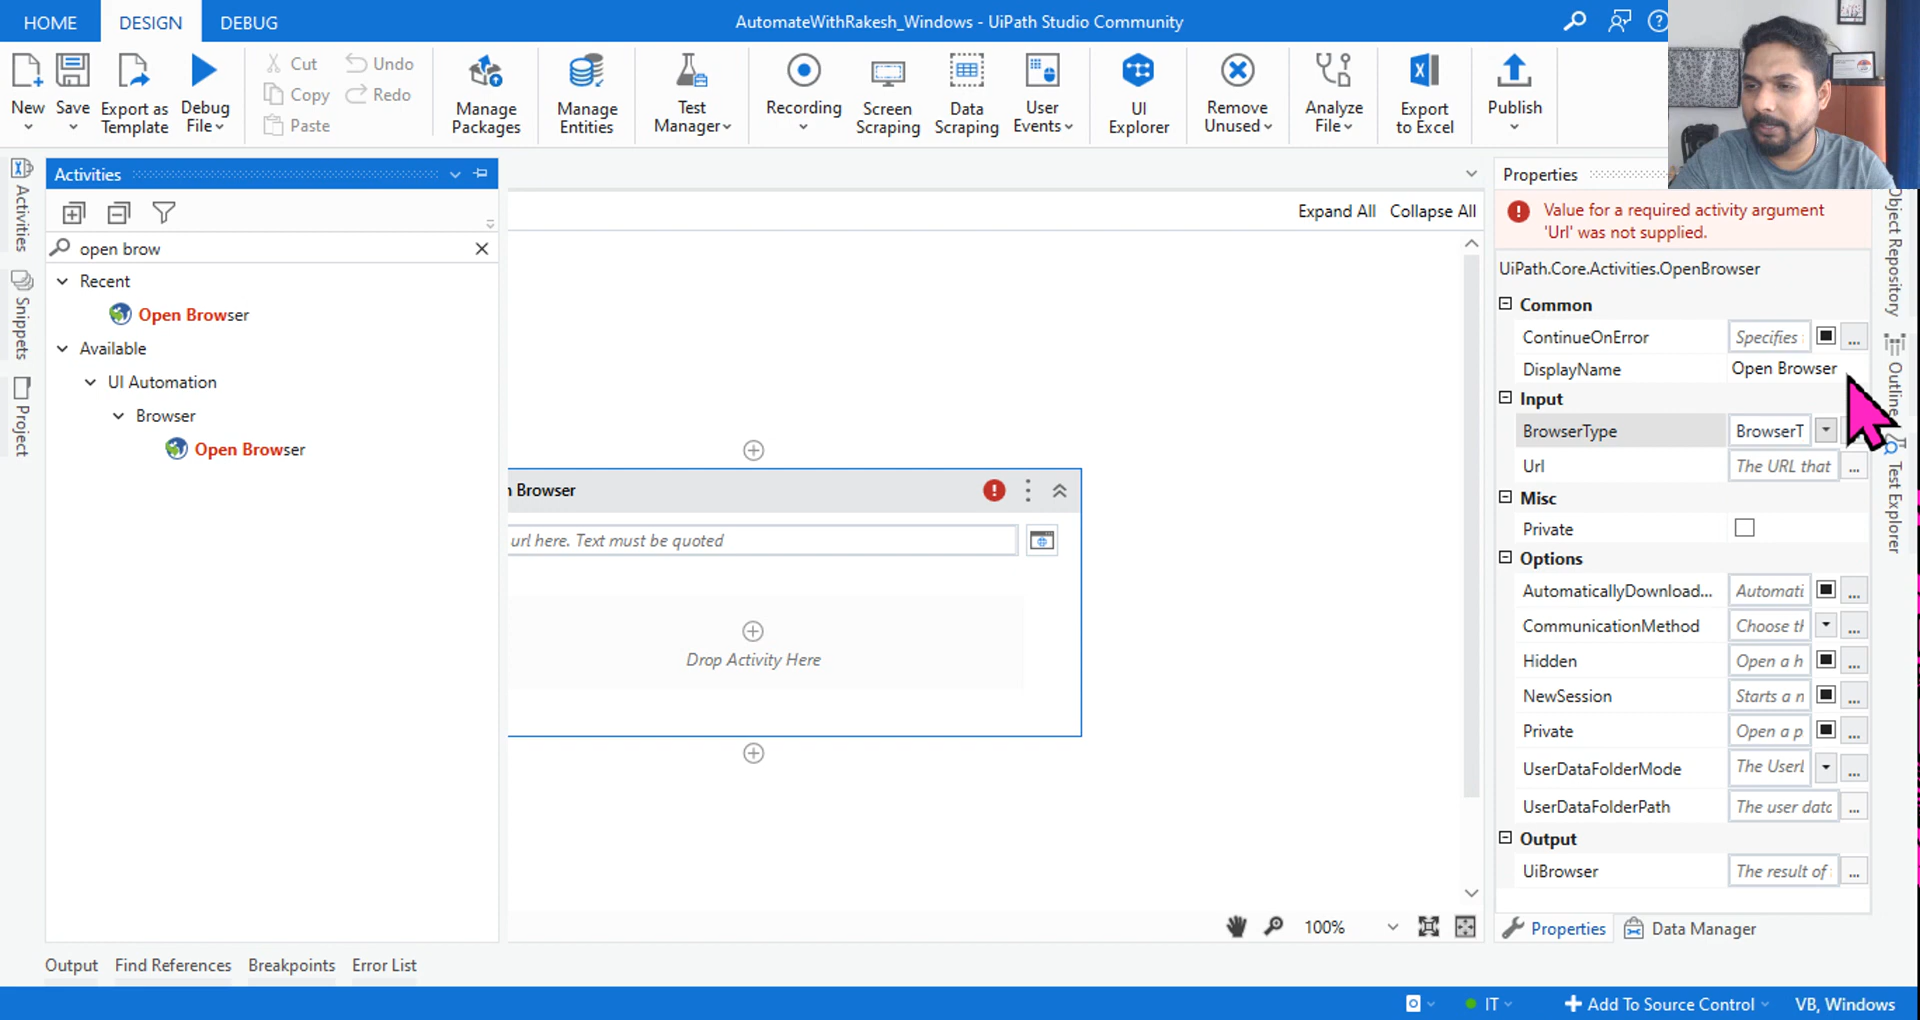 HOME
DESIGN
DEBUG
AutomateWithRakesh_Windows - UiPath Studio Community
New
Save
Export as
Template
Debug
File
Cut
Copy
Paste
Undo
Redo
Manage
Packages
Manage
Entities
Test
Manager
Recording
Screen
Scraping
Data
Scraping
User
Events
UI
Explorer
Remove
Unused
Analyze
File
Export
to Excel
Publish
Activities
Snippets
Project
Activities
open brow
Recent
Open Browser
Available
UI Automation
Browser
Open Browser
Expand All
Collapse All
n Browser
url here. Text must be quoted
Drop Activity Here
100%
Properties
Value for a required activity argument
'Url' was not supplied.
UiPath.Core.Activities.OpenBrowser
Common
ContinueOnError
Specifies
DisplayName
Open Browser
Input
BrowserType
BrowserT
Url
The URL that
Misc
Private
Options
AutomaticallyDownload...
Automati
CommunicationMethod
Choose th
Hidden
Open a h
NewSession
Starts a n
Private
Open a p
UserDataFolderMode
The UserD
UserDataFolderPath
The user data
Output
UiBrowser
The result of
Properties
Data Manager
Object Repository
Outline
Test Explorer
Output
Find References
Breakpoints
Error List
IT
Add To Source Control
VB, Windows